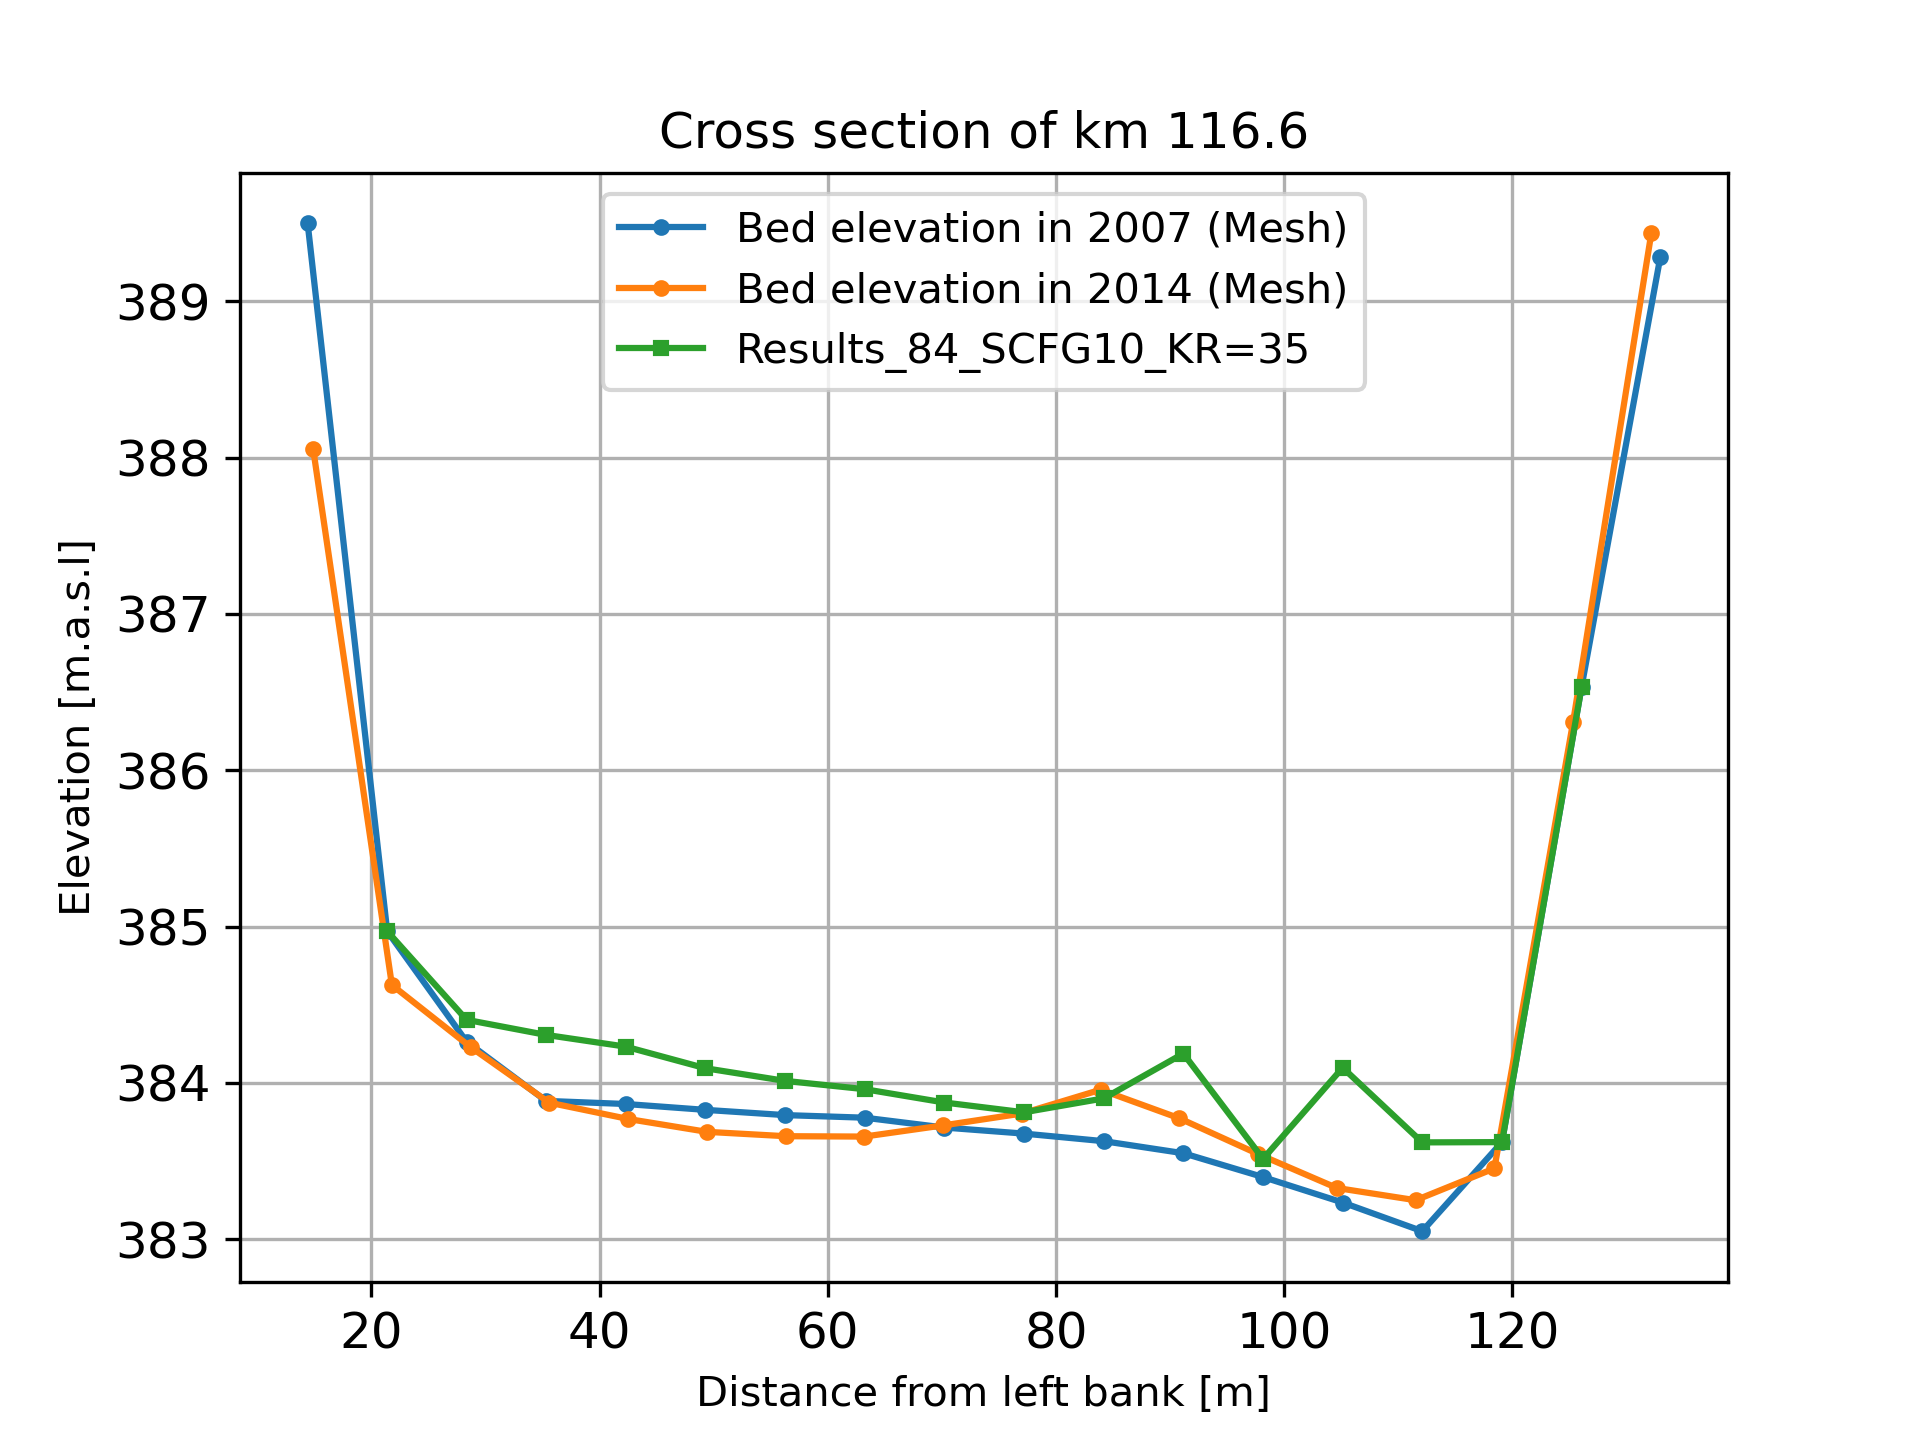 Cross section of km 116.6
Bed elevation in 2007 (Mesh)
Bed elevation in 2014 (Mesh)
Results_84_SCFG10_KR=35
389
388
387
386
385
384
383
Elevation [m.a.s.l]
20 40 60 80 100 120
Distance from left bank [m]